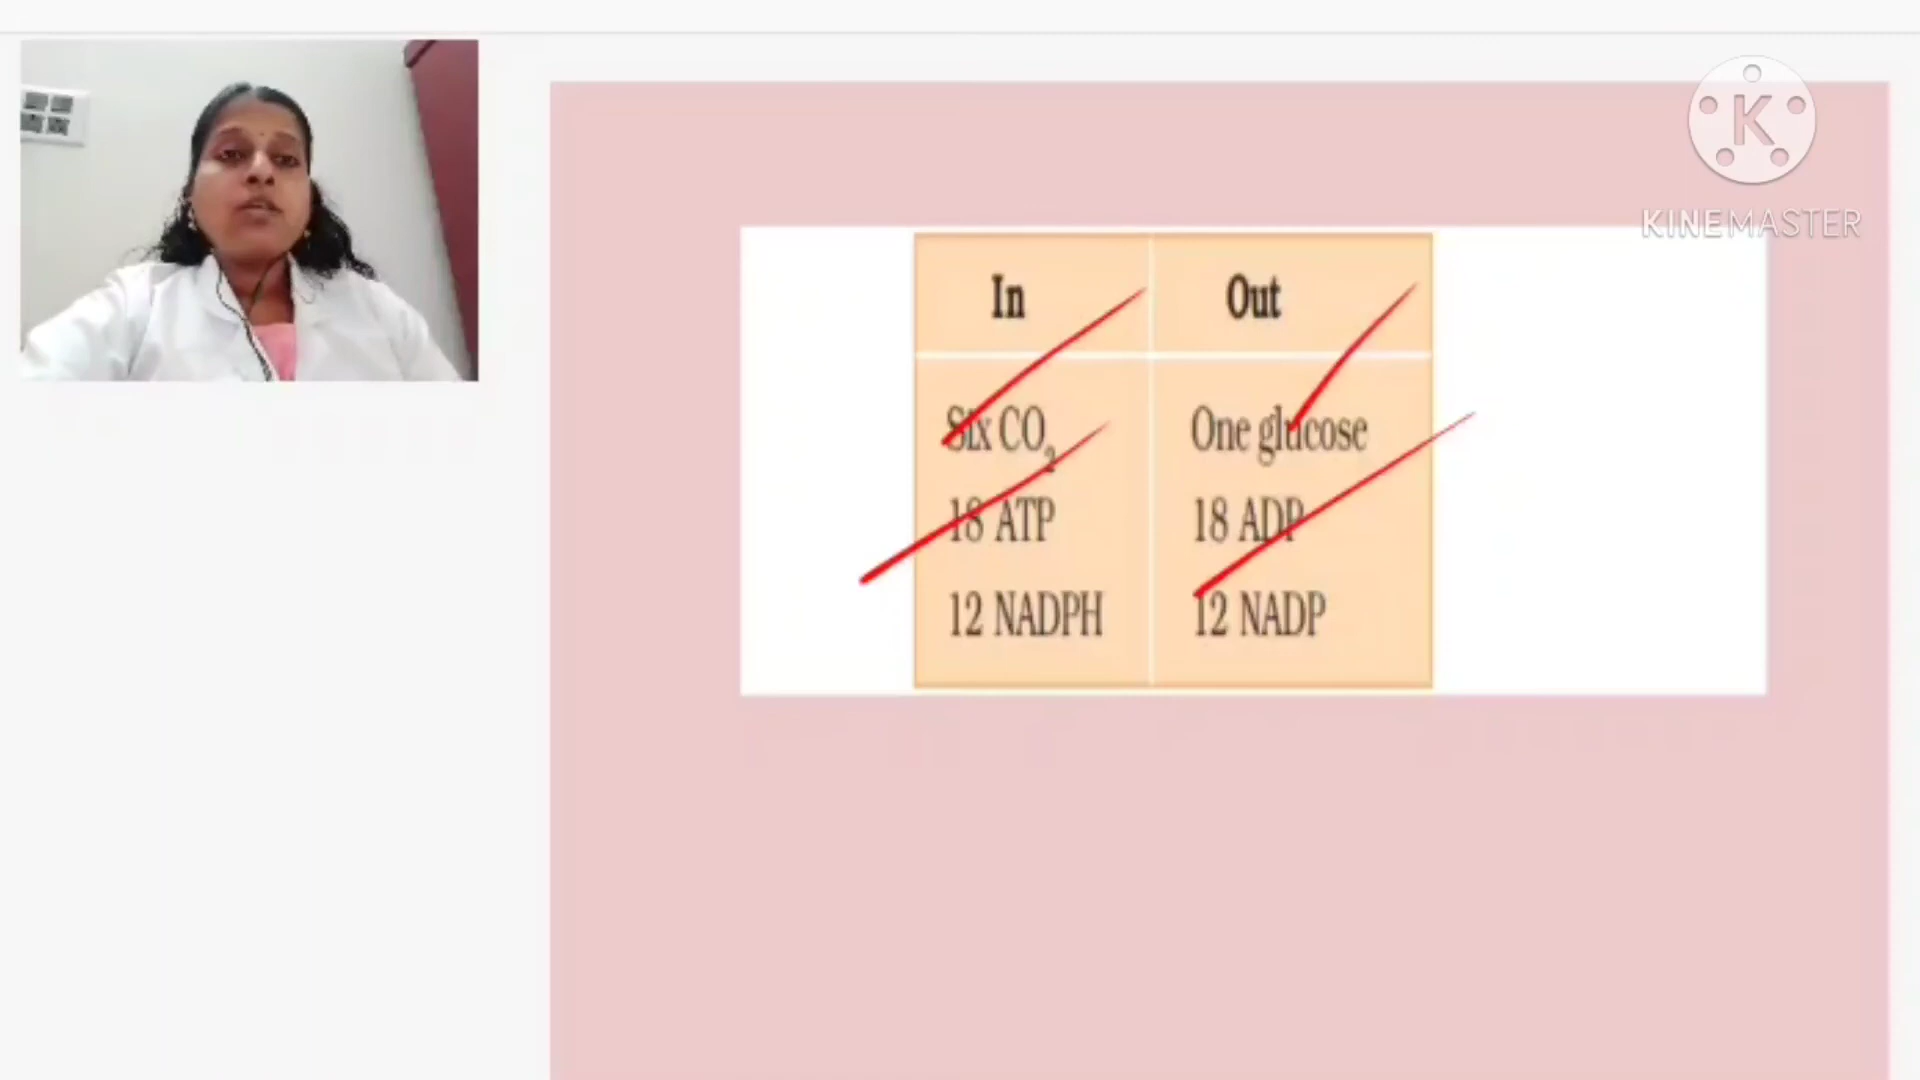 K
KINEMASTER
In Out
Six CO₂ One glucose
18 ATP 18 ADP
12 NADPH 12 NADP